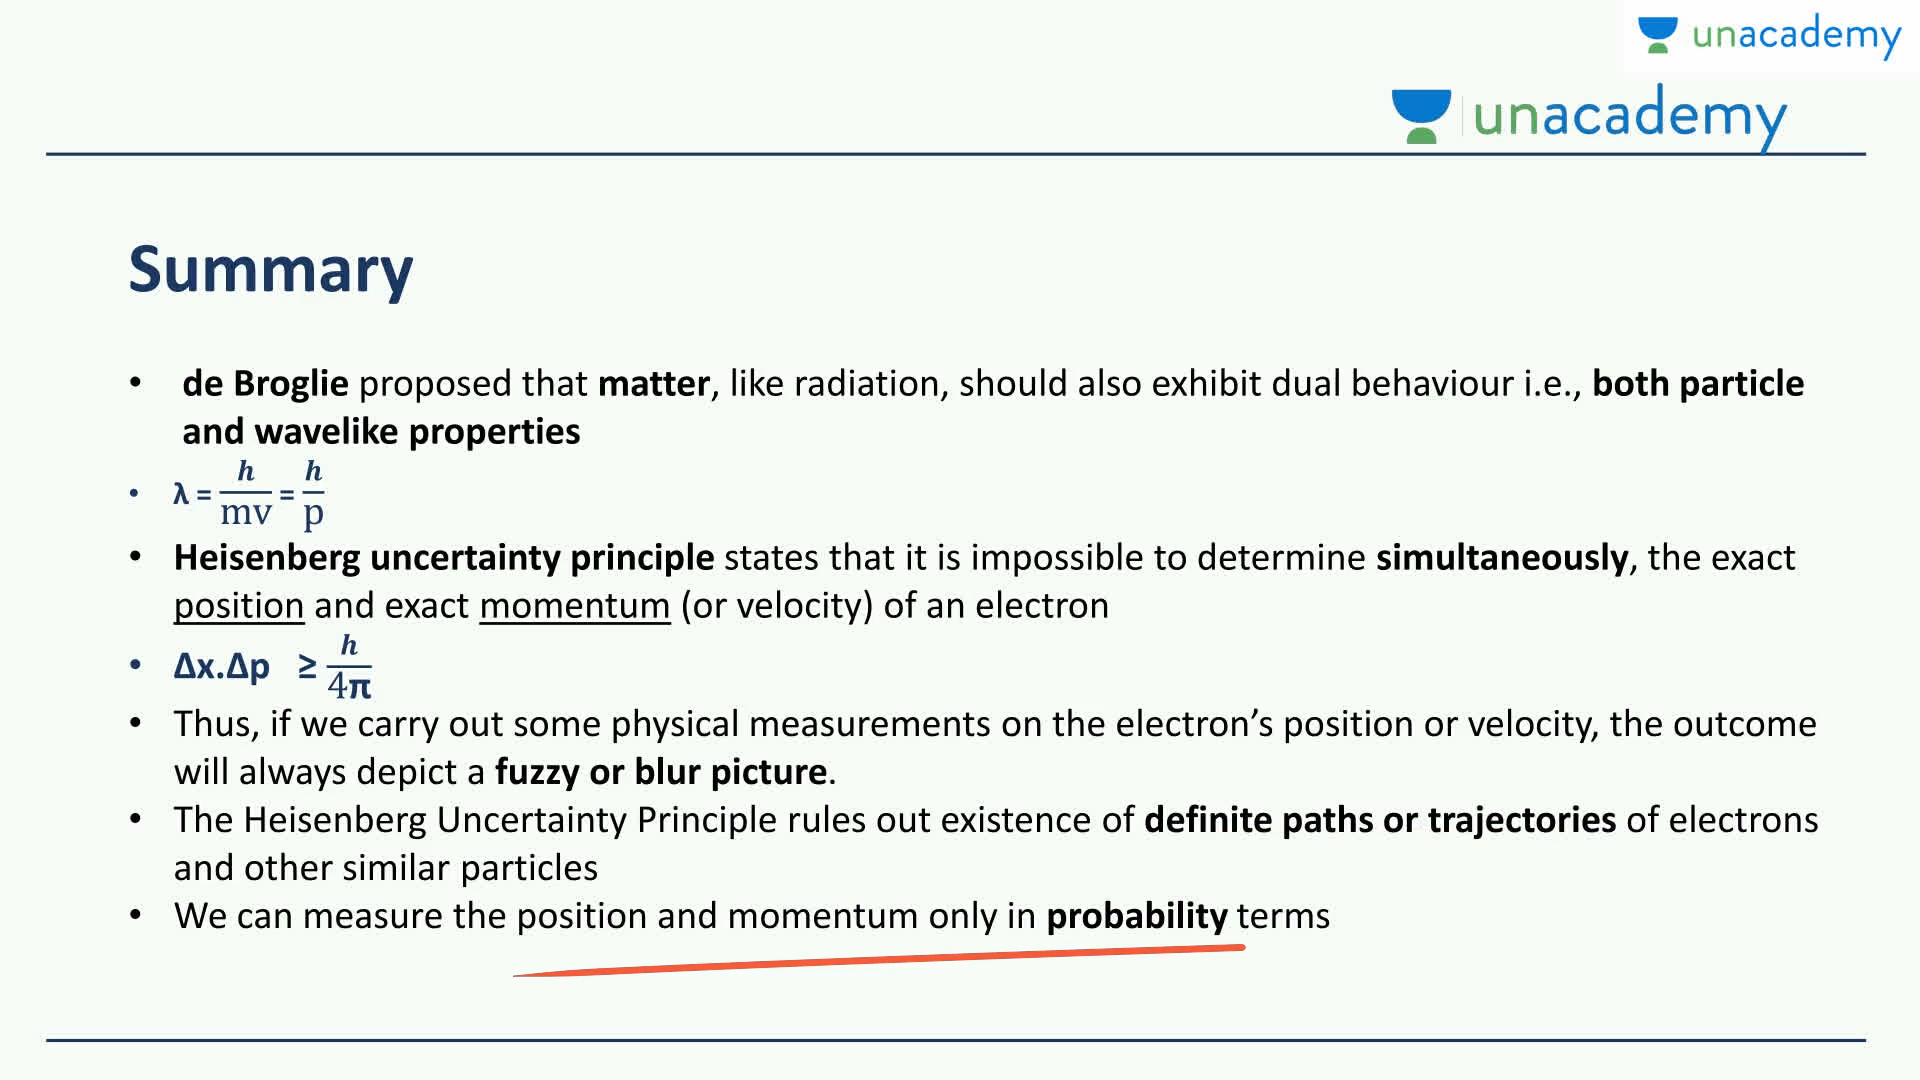 unacademy
unacademy
Summary
• de Broglie proposed that matter, like radiation, should also exhibit dual behaviour i.e., both particle
and wavelike properties
• λ = h/mv = h/p
• Heisenberg uncertainty principle states that it is impossible to determine simultaneously, the exact
position and exact momentum (or velocity) of an electron
• Δx.Δp ≥ h/4π
• Thus, if we carry out some physical measurements on the electron’s position or velocity, the outcome
will always depict a fuzzy or blur picture.
• The Heisenberg Uncertainty Principle rules out existence of definite paths or trajectories of electrons
and other similar particles
• We can measure the position and momentum only in probability terms